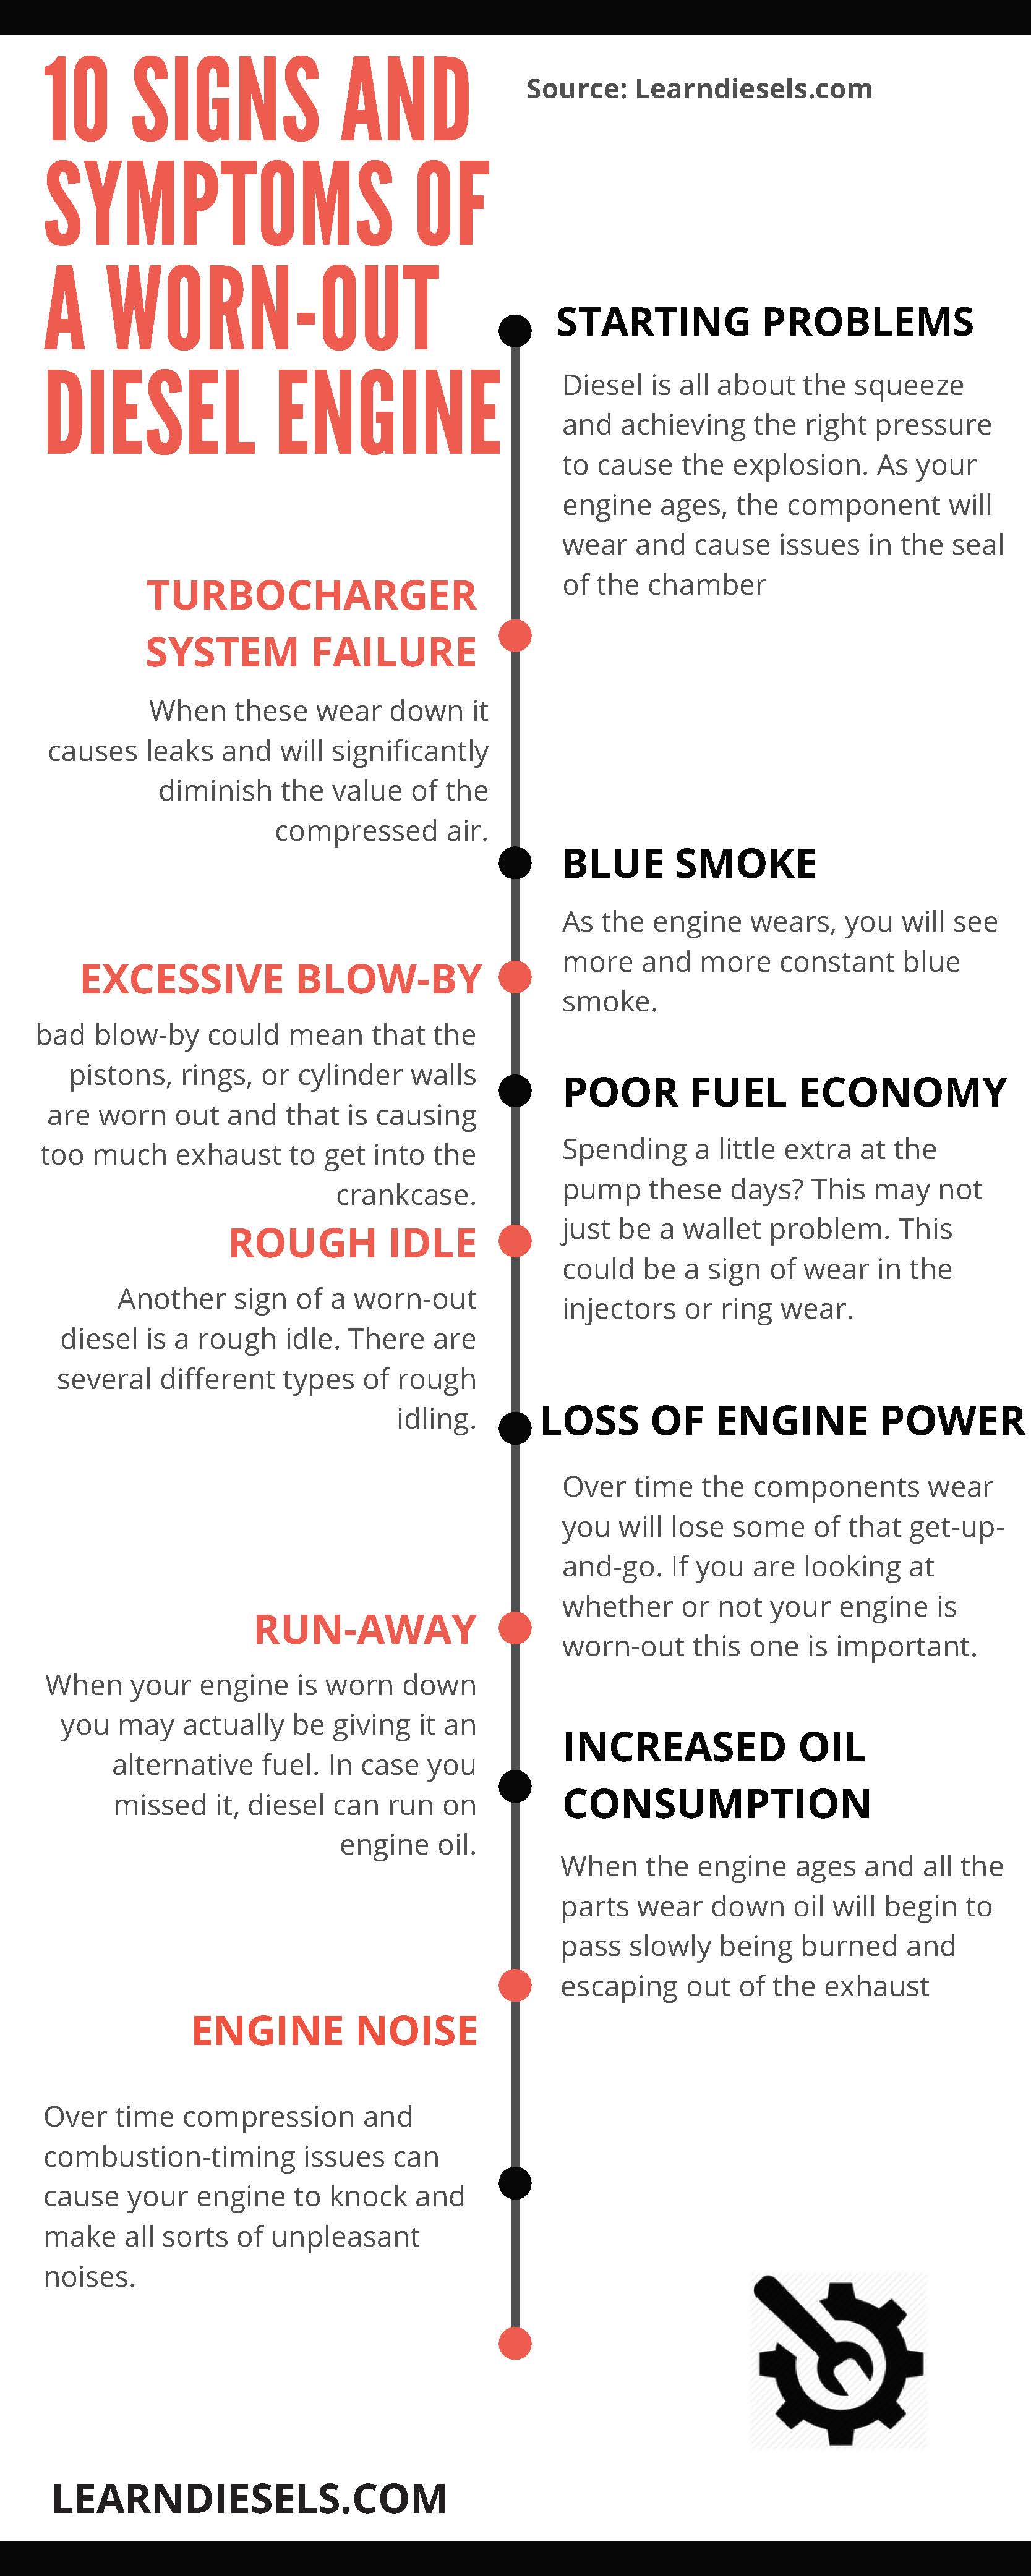 10 SIGNS AND
SYMPTOMS OF
A WORN-OUT
DIESEL ENGINE
Source: Learndiesels.com
STARTING PROBLEMS
Diesel is all about the squeeze
and achieving the right pressure
to cause the explosion. As your
engine ages, the component will
wear and cause issues in the seal
of the chamber
TURBOCHARGER
SYSTEM FAILURE
When these wear down it
causes leaks and will significantly
diminish the value of the
compressed air.
BLUE SMOKE
As the engine wears, you will see
more and more constant blue
smoke.
EXCESSIVE BLOW-BY
bad blow-by could mean that the
pistons, rings, or cylinder walls
are worn out and that is causing
too much exhaust to get into the
crankcase.
POOR FUEL ECONOMY
Spending a little extra at the
pump these days? This may not
just be a wallet problem. This
could be a sign of wear in the
injectors or ring wear.
ROUGH IDLE
Another sign of a worn-out
diesel is a rough idle. There are
several different types of rough
idling.
LOSS OF ENGINE POWER
Over time the components wear
you will lose some of that get-up-
and-go. If you are looking at
whether or not your engine is
worn-out this one is important.
RUN-AWAY
When your engine is worn down
you may actually be giving it an
alternative fuel. In case you
missed it, diesel can run on
engine oil.
INCREASED OIL
CONSUMPTION
When the engine ages and all the
parts wear down oil will begin to
pass slowly being burned and
escaping out of the exhaust
ENGINE NOISE
Over time compression and
combustion-timing issues can
cause your engine to knock and
make all sorts of unpleasant
noises.
LEARNDIESELS.COM